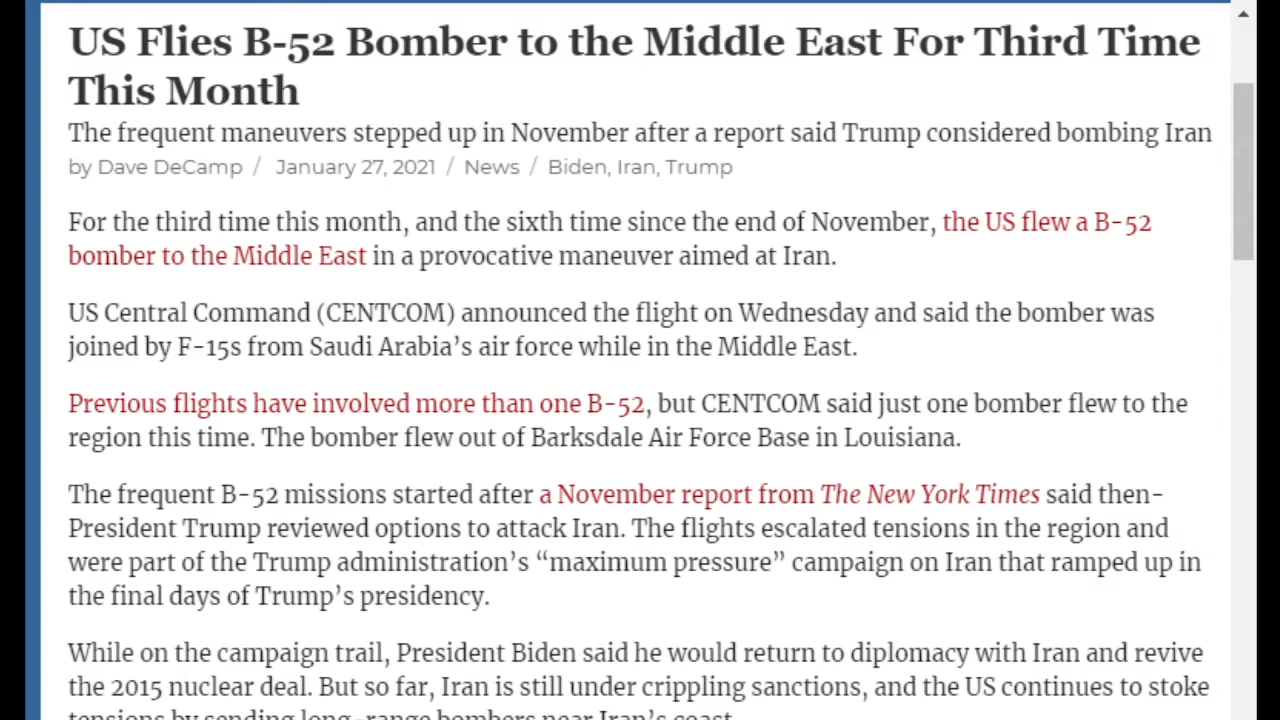 US Flies B-52 Bomber to the Middle East For Third Time
This Month
The frequent maneuvers stepped up in November after a report said Trump considered bombing Iran
by Dave DeCamp / January 27, 2021 / News / Biden, Iran, Trump
For the third time this month, and the sixth time since the end of November, the US flew a B-52
bomber to the Middle East in a provocative maneuver aimed at Iran.
US Central Command (CENTCOM) announced the flight on Wednesday and said the bomber was
joined by F-15s from Saudi Arabia’s air force while in the Middle East.
Previous flights have involved more than one B-52, but CENTCOM said just one bomber flew to the
region this time. The bomber flew out of Barksdale Air Force Base in Louisiana.
The frequent B-52 missions started after a November report from The New York Times said then-
President Trump reviewed options to attack Iran. The flights escalated tensions in the region and
were part of the Trump administration’s “maximum pressure” campaign on Iran that ramped up in
the final days of Trump’s presidency.
While on the campaign trail, President Biden said he would return to diplomacy with Iran and revive
the 2015 nuclear deal. But so far, Iran is still under crippling sanctions, and the US continues to stoke
tensions by sending long-range bombers near Iran’s coast.